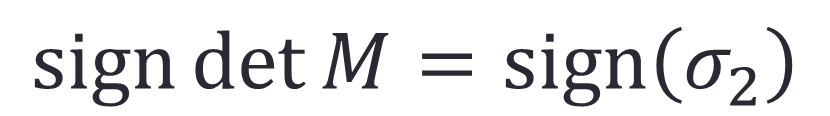 sign det M = sign(σ₂)